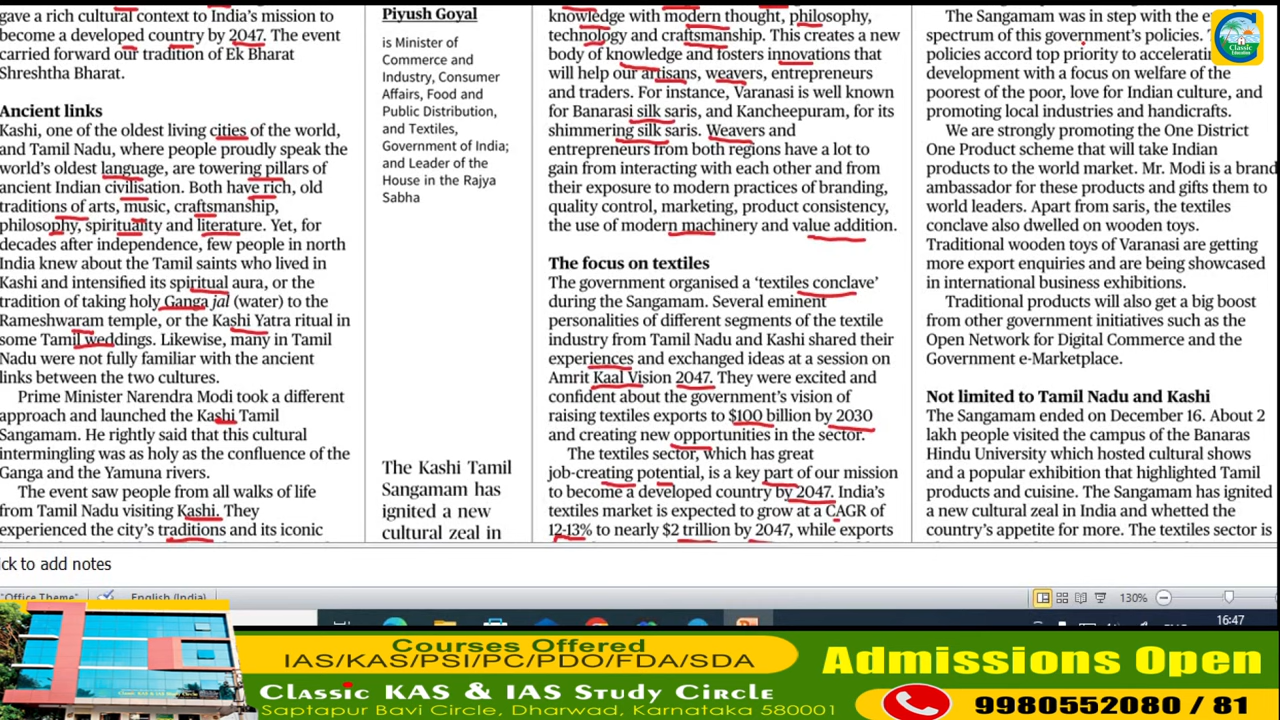 gave a rich cultural context to India's mission to
become a developed country by 2047. The event
carried forward our tradition of Ek Bharat
Shreshtha Bharat.
Ancient links
Kashi, one of the oldest living cities of the world,
and Tamil Nadu, where people proudly speak the
world's oldest language, are towering pillars of
ancient Indian civilisation. Both have rich, old
traditions of arts, music, craftsmanship,
philosophy, spirituality and literature. Yet, for
decades after independence, few people in north
India knew about the Tamil saints who lived in
Kashi and intensified its spiritual aura, or the
tradition of taking holy Ganga jal (water) to the
Rameshwaram temple, or the Kashi Yatra ritual in
some Tamil weddings. Likewise, many in Tamil
Nadu were not fully familiar with the ancient
links between the two cultures.
Prime Minister Narendra Modi took a different
approach and launched the Kashi Tamil
Sangamam. He rightly said that this cultural
intermingling was as holy as the confluence of the
Ganga and the Yamuna rivers.
The event saw people from all walks of life
from Tamil Nadu visiting Kashi. They
experienced the city's traditions and its iconic
Piyush Goyal
is Minister of
Commerce and
Industry, Consumer
Affairs, Food and
Public Distribution,
and Textiles,
Government of India;
and Leader of the
House in the Rajya
Sabha
The Kashi Tamil
Sangamam has
ignited a new
cultural zeal in
knowledge with modern thought, philosophy,
technology and craftsmanship. This creates a new
body of knowledge and fosters innovations that
will help our artisans, weavers, entrepreneurs
and traders. For instance, Varanasi is well known
for Banarasi silk saris, and Kancheepuram, for its
shimmering silk saris. Weavers and
entrepreneurs from both regions have a lot to
gain from interacting with each other and from
their exposure to modern practices of branding,
quality control, marketing, product consistency,
the use of modern machinery and value addition.
The focus on textiles
The government organised a 'textiles conclave'
during the Sangamam. Several eminent
personalities of different segments of the textile
industry from Tamil Nadu and Kashi shared their
experiences and exchanged ideas at a session on
Amrit Kaal Vision 2047. They were excited and
confident about the government's vision of
raising textiles exports to $100 billion by 2030
and creating new opportunities in the sector.
The textiles sector, which has great
job-creating potential, is a key part of our mission
to become a developed country by 2047. India's
textiles market is expected to grow at a CAGR of
12-13% to nearly $2 trillion by 2047, while exports
The Sangamam was in step with the
spectrum of this government's policies.
policies accord top priority to
development with a focus on welfare of the
poorest of the poor, love for Indian culture, and
promoting local industries and handicrafts.
We are strongly promoting the One District
One Product scheme that will take Indian
products to the world market. Mr. Modi is a brand
ambassador for these products and gifts them to
world leaders. Apart from saris, the textiles
conclave also dwelled on wooden toys.
Traditional wooden toys of Varanasi are getting
more export enquiries and are being showcased
in international business exhibitions.
Traditional products will also get a big boost
from other government initiatives such as the
Open Network for Digital Commerce and the
Government e-Marketplace.
Not limited to Tamil Nadu and Kashi
The Sangamam ended on December 16. About 2
lakh people visited the campus of the Banaras
Hindu University which hosted cultural shows
and a popular exhibition that highlighted Tamil
products and cuisine. The Sangamam has ignited
a new cultural zeal in India and whetted the
country's appetite for more. The textiles sector is
Classic
Education
ick to add notes
"Office Theme"
English (India)
130%
16:47
Courses Offered
IAS/KAS/PSI/PC/PDO/FDA/SDA
Classic KAS & IAS Study Circle
Saptapur Bavi Circle, Dharwad, Karnataka 580001
Admissions Open
9980552080 / 81